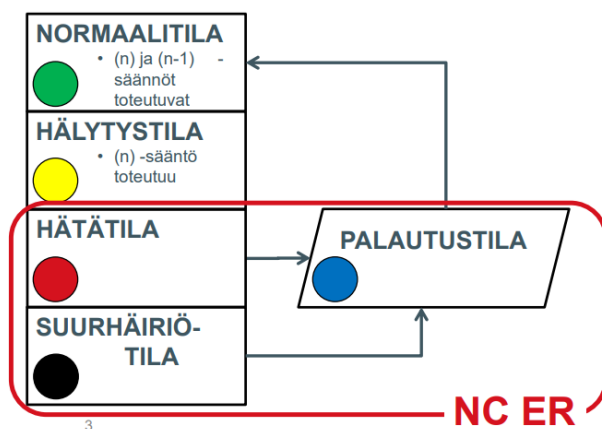 NORMAALITILA
• (n) ja (n-1) -
säännöt
toteutuvat
HÄLYTYSTILA
• (n) -sääntö
toteutuu
HÄTÄTILA
PALAUTUSTILA
SUURHÄIRIÖ-
TILA
NC ER
3